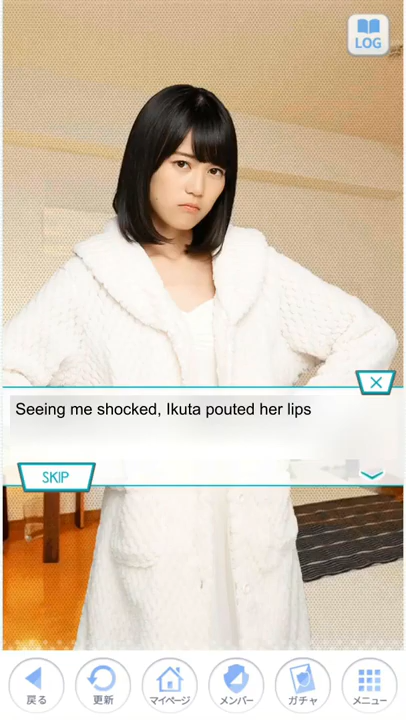 LOG
Seeing me shocked, Ikuta pouted her lips
SKIP
戻る
更新
マイページ
メンバー
ガチャ
メニュー